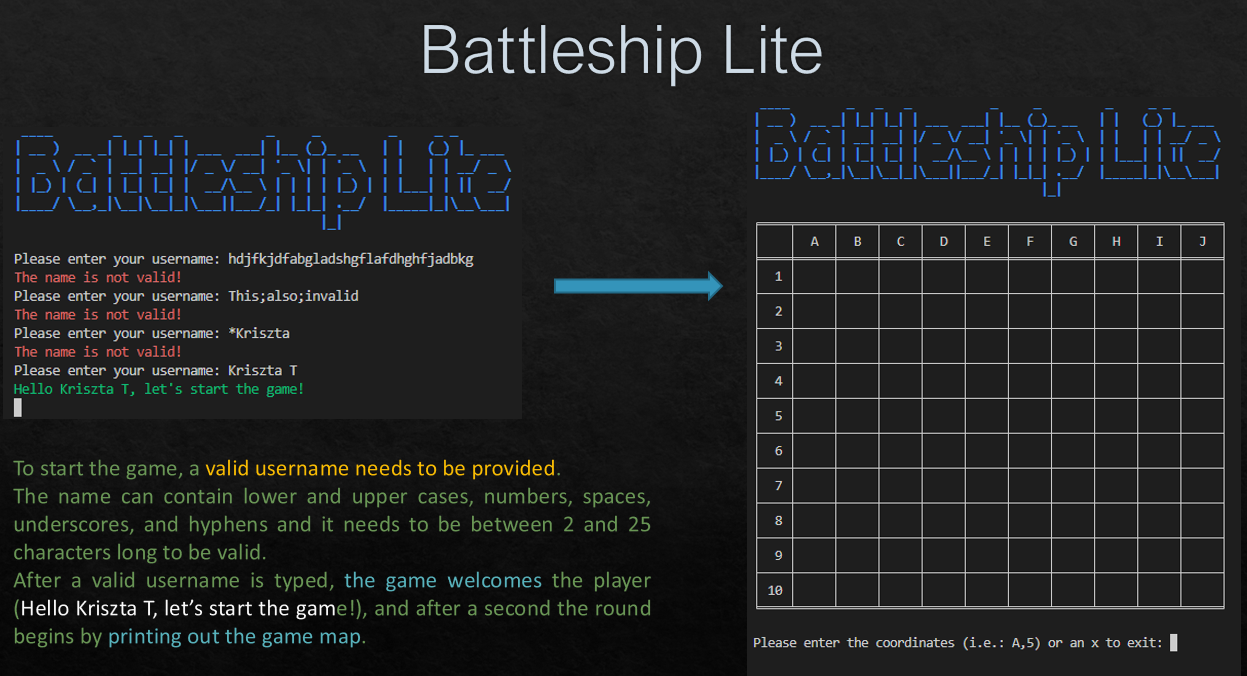 Battleship Lite
Battleship Lite
Please enter your username: hdjfkjdfabgladshgflafdhghfjadbkg
The name is not valid!
Please enter your username: This;also;invalid
The name is not valid!
Please enter your username: *Kriszta
The name is not valid!
Please enter your username: Kriszta T
Hello Kriszta T, let's start the game!
To start the game, a valid username needs to be provided.
The name can contain lower and upper cases, numbers, spaces,
underscores, and hyphens and it needs to be between 2 and 25
characters long to be valid.
After a valid username is typed, the game welcomes the player
(Hello Kriszta T, let’s start the game!), and after a second the round
begins by printing out the game map.
Battleship Lite
A B C D E F G H I J
1
2
3
4
5
6
7
8
9
10
Please enter the coordinates (i.e.: A,5) or an x to exit: